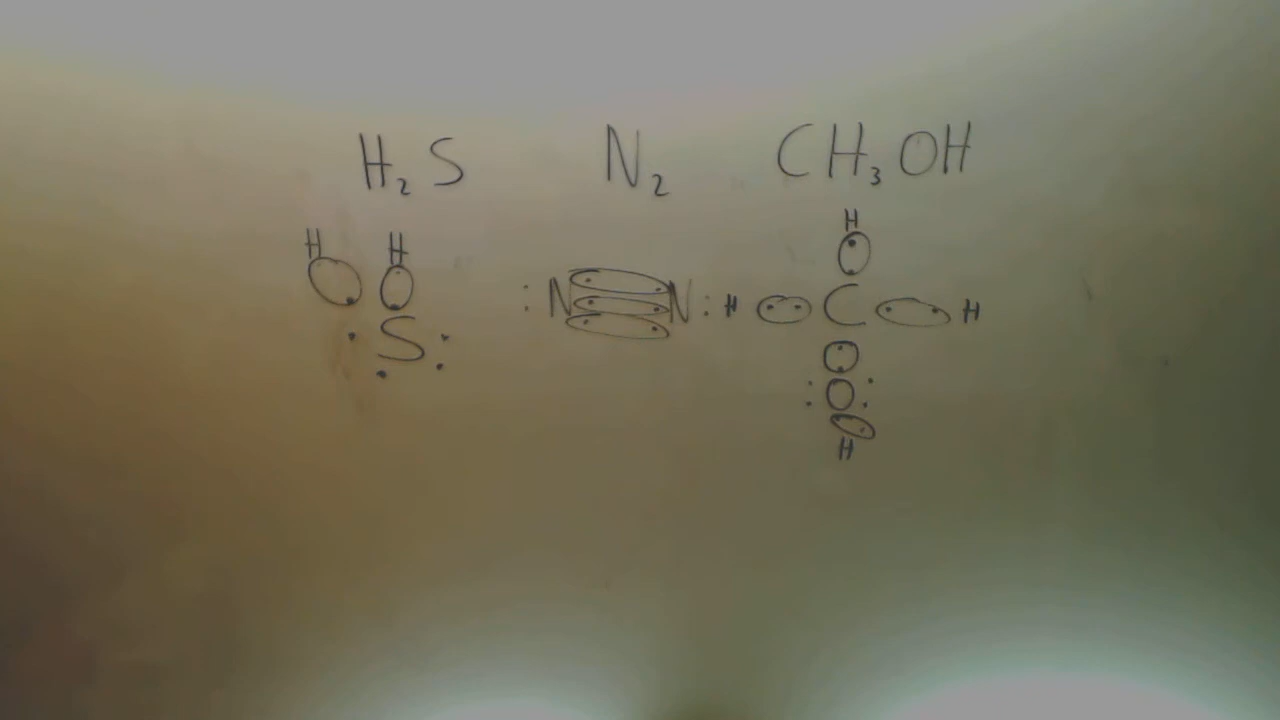 H₂S N₂ CH₃OH
H H H
:N N: H C H
S
O
H